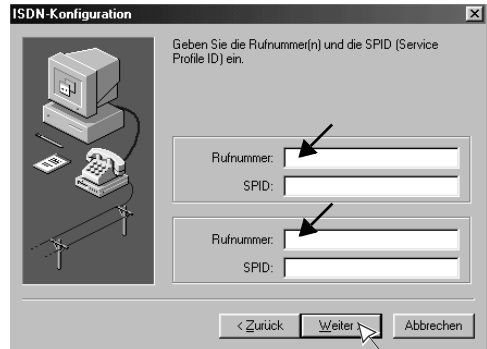 ISDN-Konfiguration
Geben Sie die Rufnummer(n) und die SPID (Service
Profile ID) ein.
Rufnummer:
SPID:
Rufnummer:
SPID:
< Zurück
Weiter >
Abbrechen